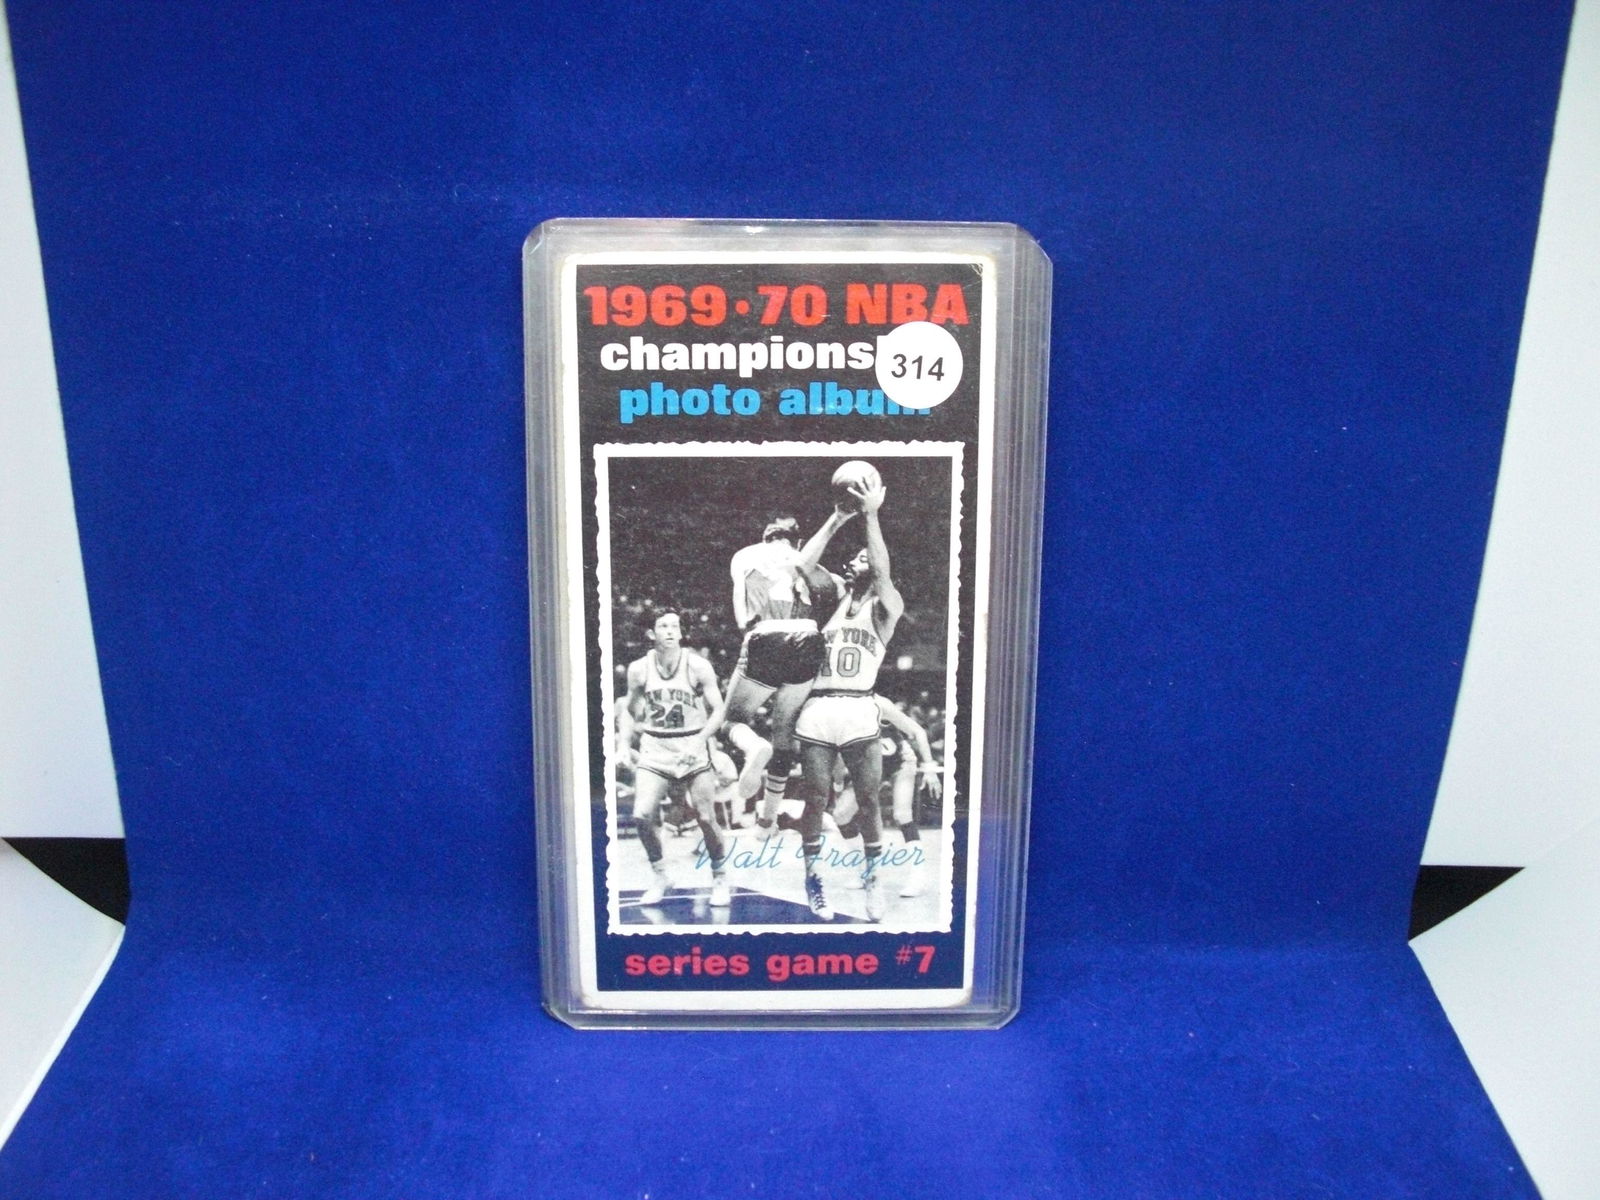 1969·70 NBA
champions
314
photo album
NEW YORK
10
NEW YORK
24
Walt Frazier
series game #7